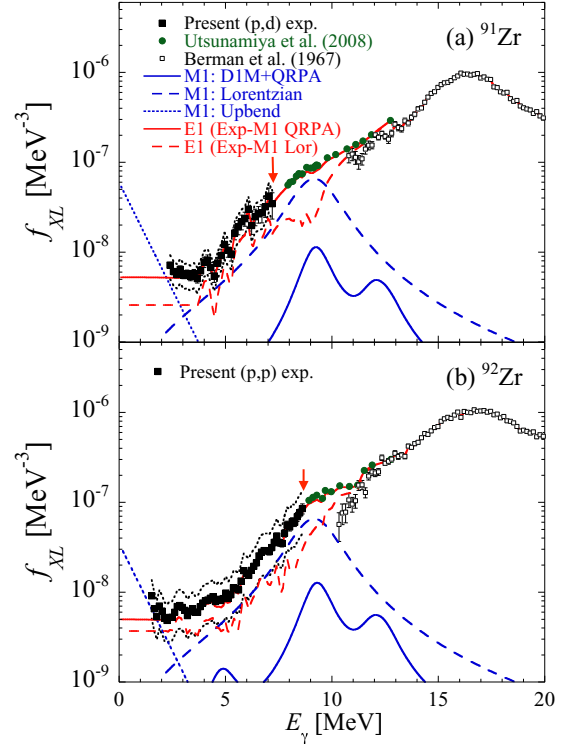 Present (p,d) exp.
Utsunamiya et al. (2008)
Berman et al. (1967)
M1: D1M+QRPA
M1: Lorentzian
M1: Upbend
E1 (Exp-M1 QRPA)
E1 (Exp-M1 Lor)
(a) ⁹¹Zr
10⁻⁶
10⁻⁷
10⁻⁸
10⁻⁹
f_XL [MeV⁻³]
Present (p,p) exp.
(b) ⁹²Zr
10⁻⁶
10⁻⁷
10⁻⁸
10⁻⁹
f_XL [MeV⁻³]
0 5 10 15 20
E_γ [MeV]